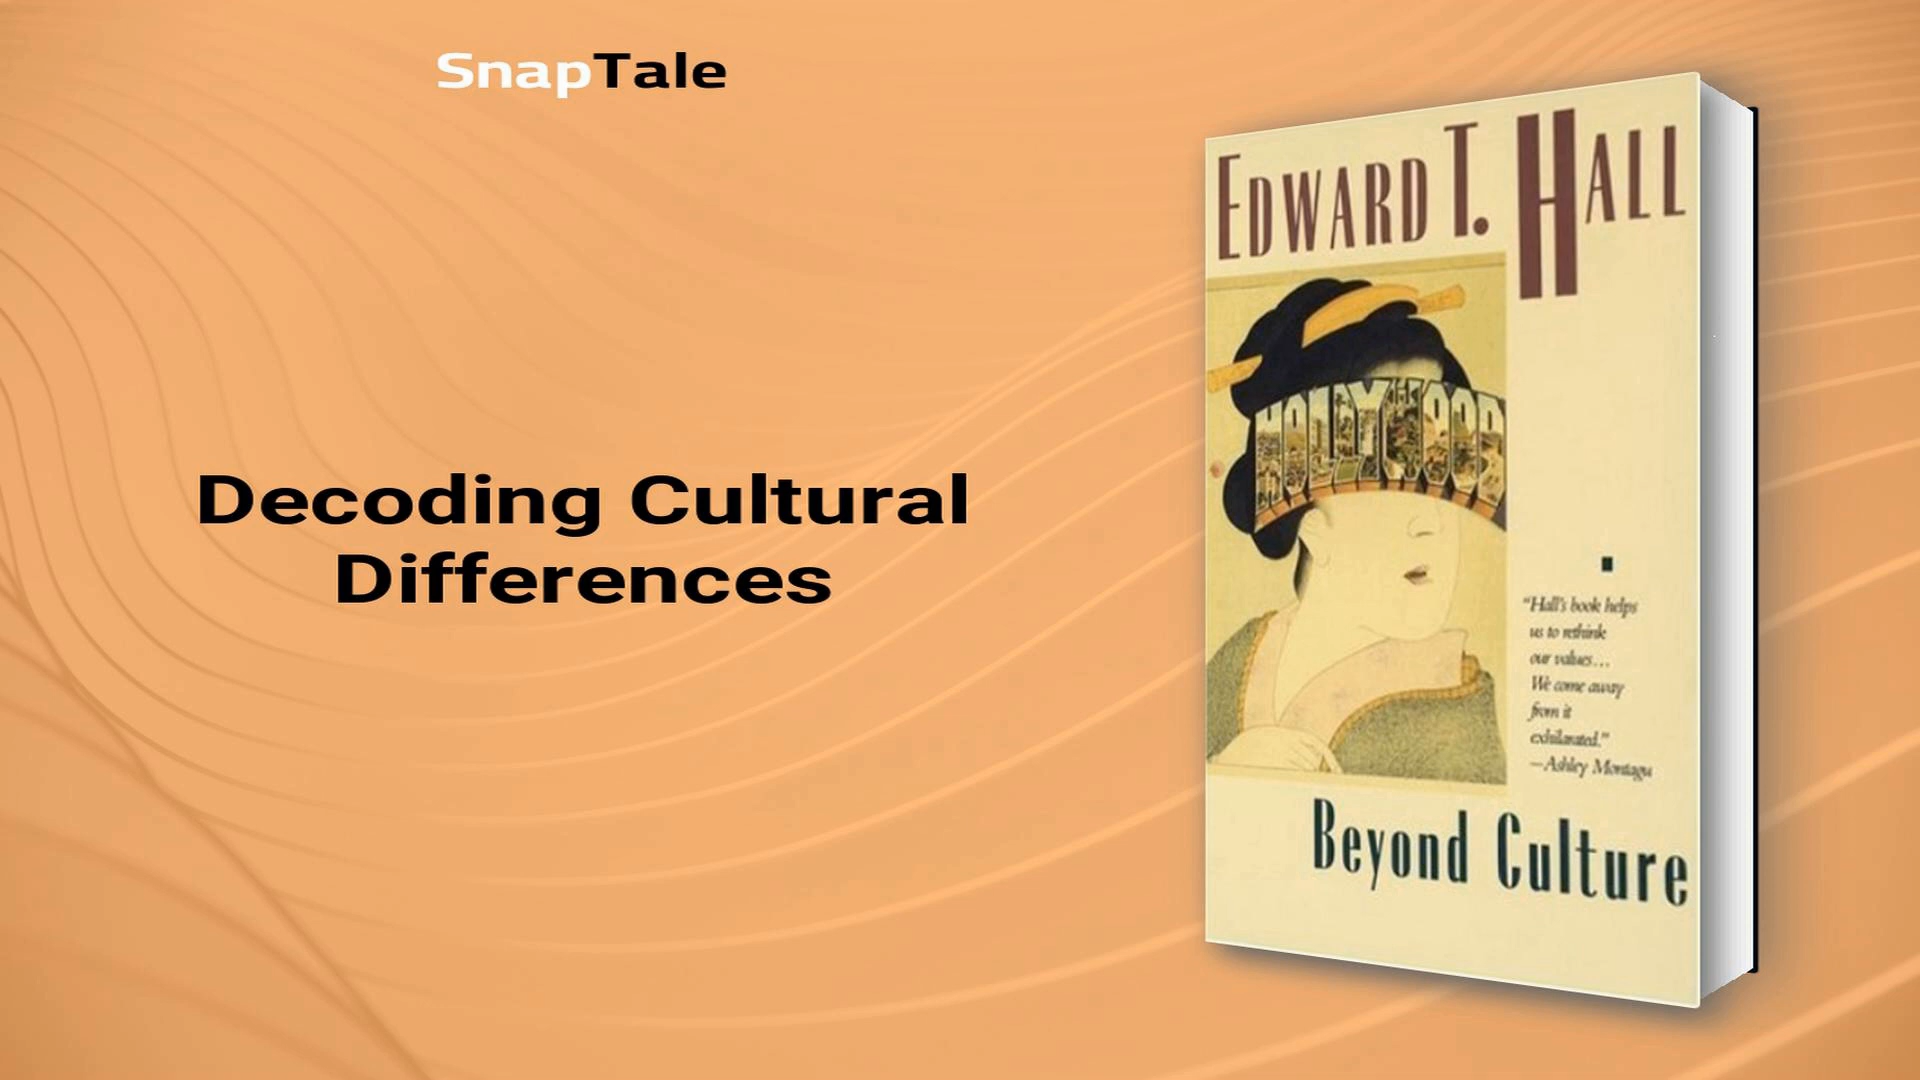 SnapTale
Decoding Cultural
Differences
EDWARD T. HALL
HOLLYWOOD
"Hall's book helps
us to rethink
our values...
We come away
from it
exhilarated."
—Ashley Montagu
Beyond Culture